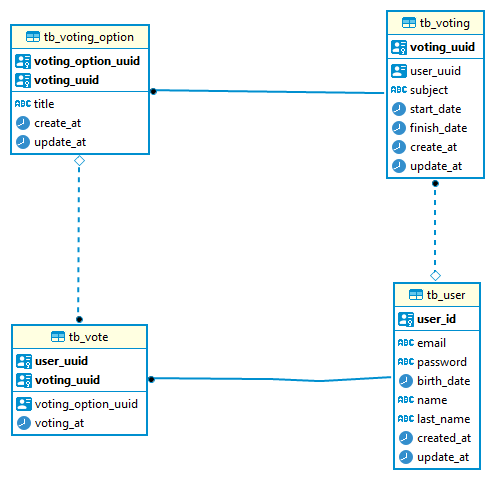 tb_voting_option
voting_option_uuid
voting_uuid
ABC title
create_at
update_at
tb_voting
voting_uuid
user_uuid
ABC subject
start_date
finish_date
create_at
update_at
tb_vote
user_uuid
voting_uuid
voting_option_uuid
voting_at
tb_user
user_id
ABC email
ABC password
birth_date
ABC name
ABC last_name
created_at
update_at